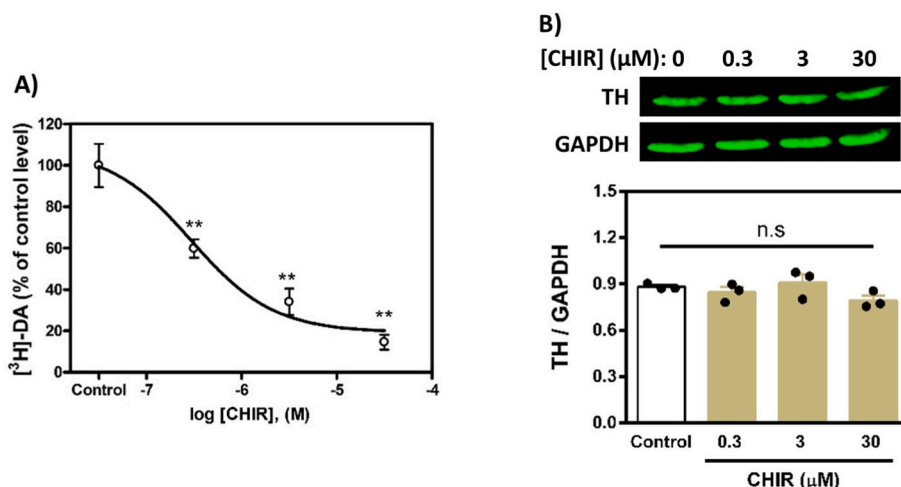 A)
[³H]-DA (% of control level)
120
100
80
60
40
20
0
**
**
**
Control -7 -6 -5 -4
log [CHIR], (M)
B)
[CHIR] (μM): 0 0.3 3 30
TH
GAPDH
TH / GAPDH
1.5
1.2
0.9
0.6
0.3
0.0
n.s
Control 0.3 3 30
CHIR (μM)